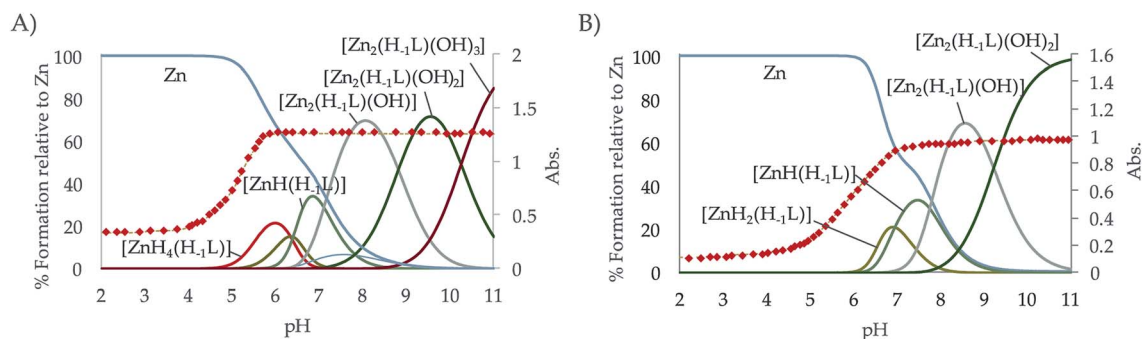 A)
% Formation relative to Zn
100
80
60
40
20
0
Zn
[ZnH₄(H₋₁L)]
[ZnH(H₋₁L)]
[Zn₂(H₋₁L)(OH)]
[Zn₂(H₋₁L)(OH)₂]
[Zn₂(H₋₁L)(OH)₃]
2
1.5
1
0.5
0
Abs.
2 3 4 5 6 7 8 9 10 11
pH
B)
% Formation relative to Zn
100
80
60
40
20
0
Zn
[ZnH₂(H₋₁L)]
[ZnH(H₋₁L)]
[Zn₂(H₋₁L)(OH)]
[Zn₂(H₋₁L)(OH)₂]
1.6
1.4
1.2
1
0.8
0.6
0.4
0.2
0
Abs.
2 3 4 5 6 7 8 9 10 11
pH